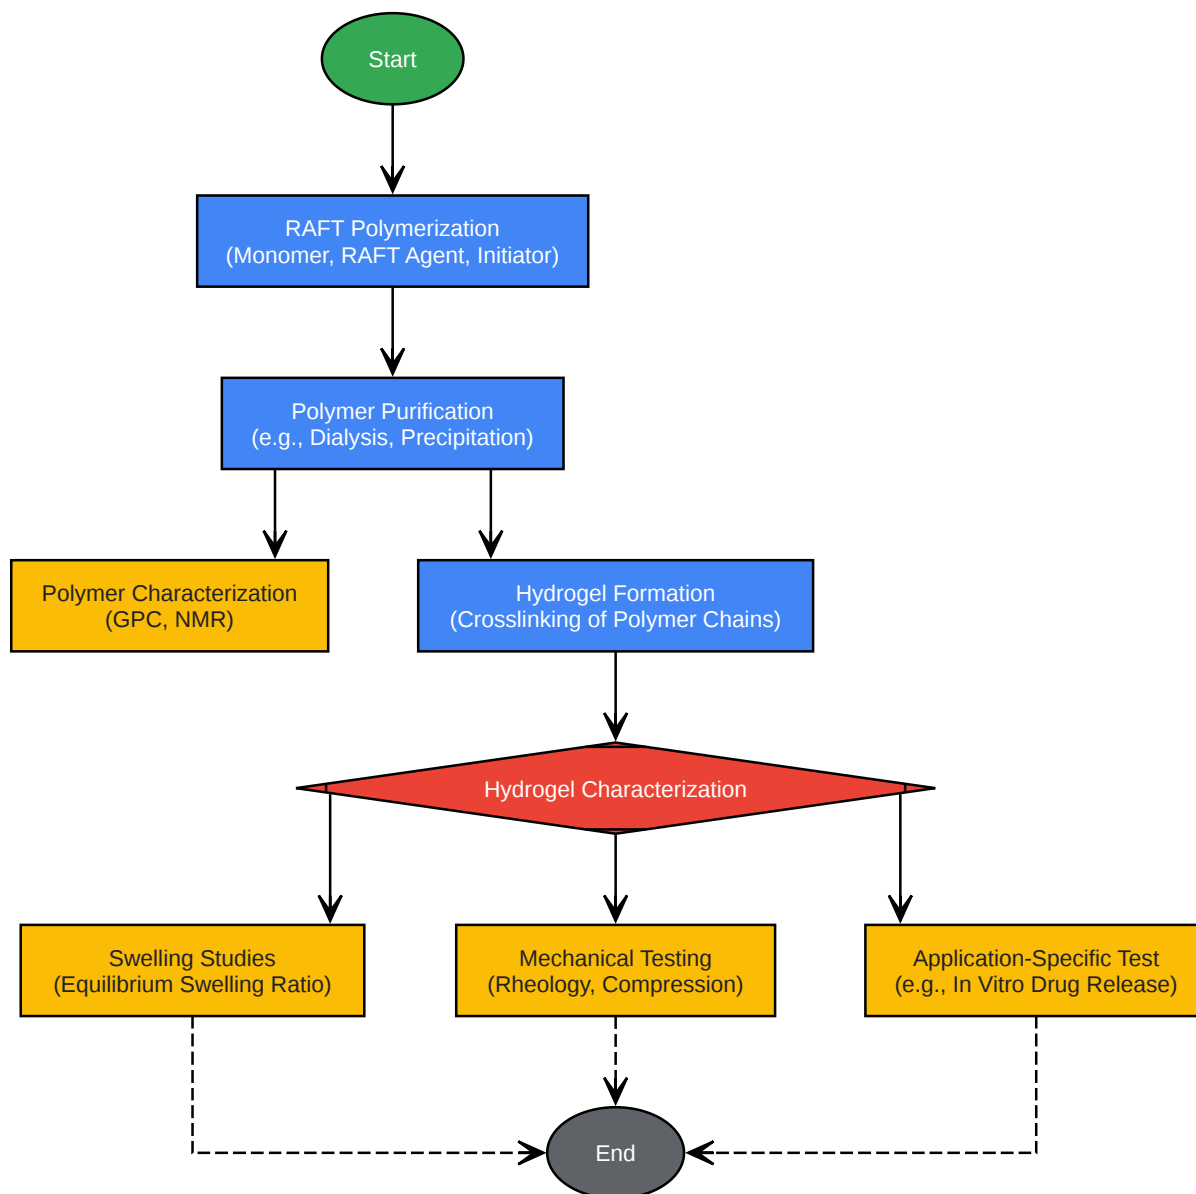 Start
RAFT Polymerization
(Monomer, RAFT Agent, Initiator)
Polymer Purification
(e.g., Dialysis, Precipitation)
Polymer Characterization
(GPC, NMR)
Hydrogel Formation
(Crosslinking of Polymer Chains)
Hydrogel Characterization
Swelling Studies
(Equilibrium Swelling Ratio)
Mechanical Testing
(Rheology, Compression)
Application-Specific Test
(e.g., In Vitro Drug Release)
End